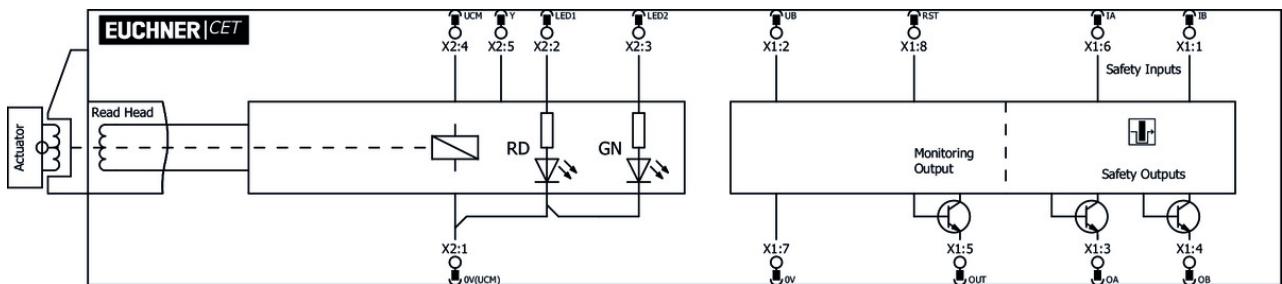 EUCHNER CET
UCM Y LED1 LED2 UB RST IA IB
X2:4 X2:5 X2:2 X2:3 X1:2 X1:8 X1:6 X1:1
Safety Inputs
Actuator
Read Head
RD GN
Monitoring
Output
Safety Outputs
X2:1 X1:7 X1:5 X1:3 X1:4
0V(UCM) 0V OUT OA OB